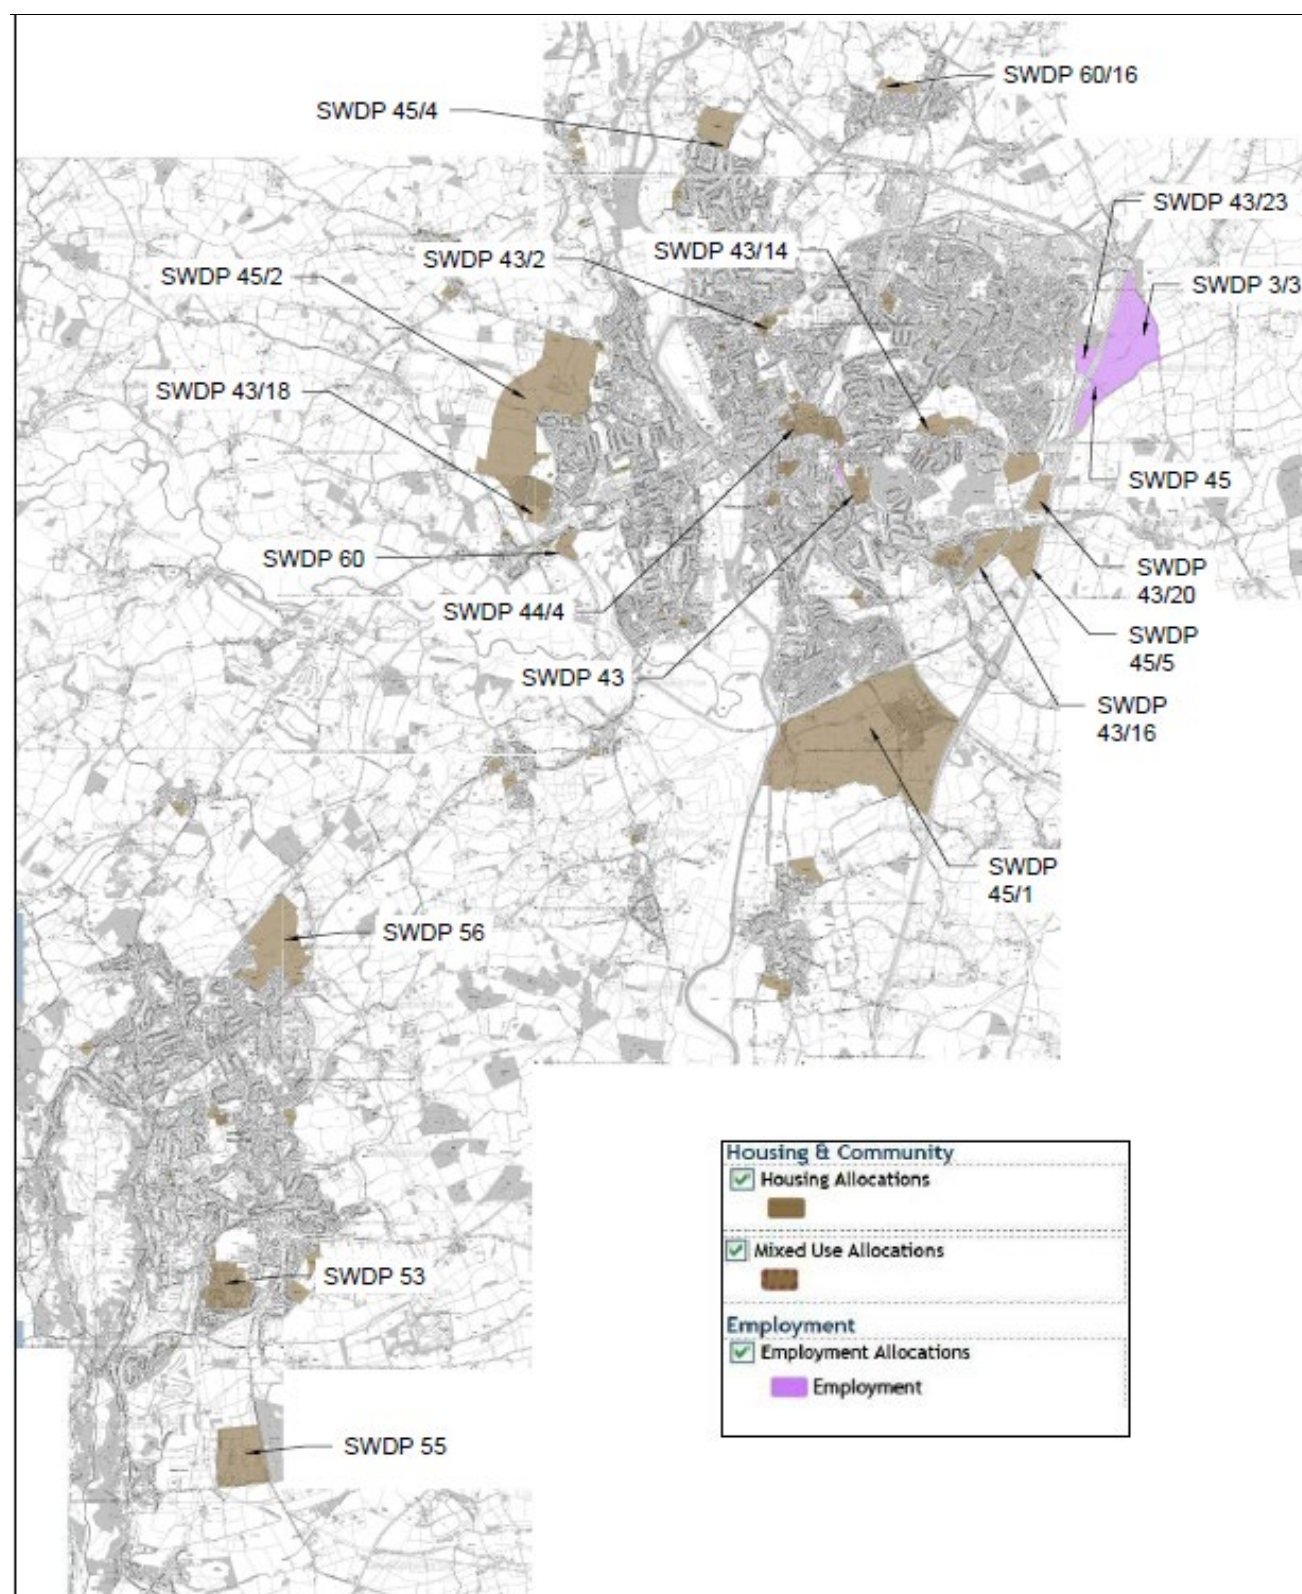 SWDP 60/16
SWDP 45/4
SWDP 43/23
SWDP 43/14
SWDP 43/2
SWDP 45/2
SWDP 3/3
SWDP 43/18
SWDP 45
SWDP 60
SWDP
43/20
SWDP 44/4
SWDP
45/5
SWDP 43
SWDP
43/16
SWDP
45/1
SWDP 56
Housing & Community
Housing Allocations
Mixed Use Allocations
SWDP 53
Employment
Employment Allocations
Employment
SWDP 55